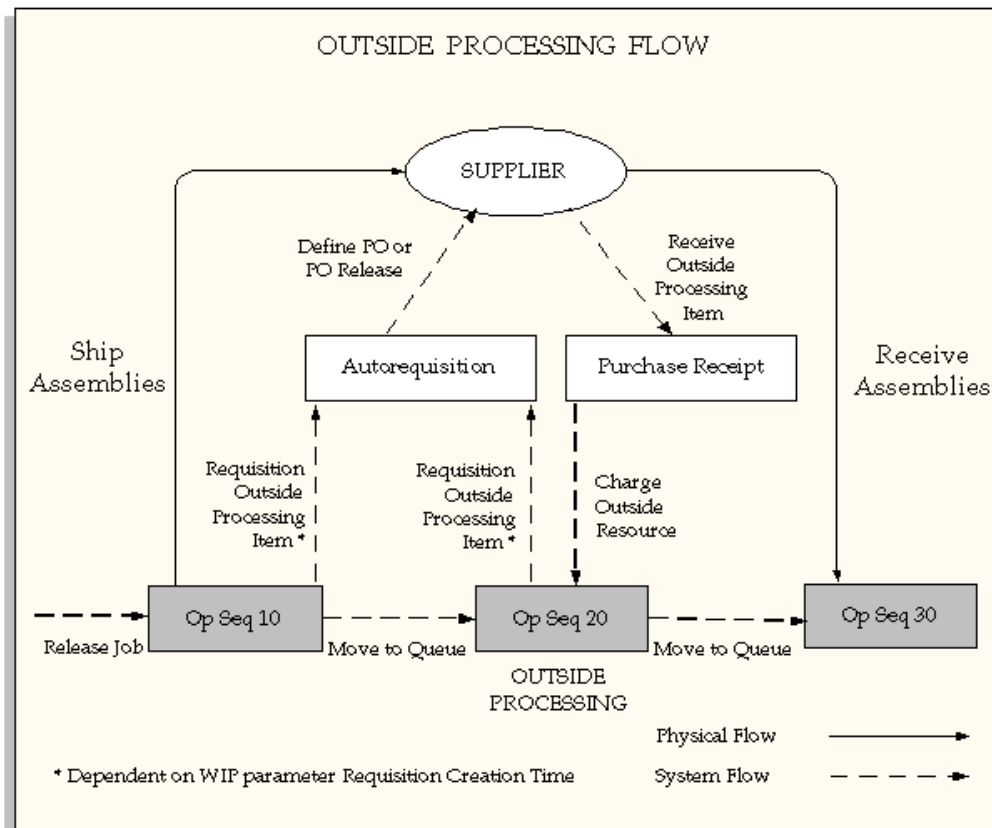 OUTSIDE PROCESSING FLOW
SUPPLIER
Define PO or
PO Release
Receive
Outside
Processing
Item
Ship
Assemblies
Autorequisition
Purchase Receipt
Receive
Assemblies
Requisition
Outside
Processing
Item *
Requisition
Outside
Processing
Item *
Charge
Outside
Resource
Op Seq 10
Op Seq 20
Op Seq 30
Release Job
Move to Queue
Move to Queue
OUTSIDE
PROCESSING
Physical Flow
* Dependent on WIP parameter Requisition Creation Time
System Flow